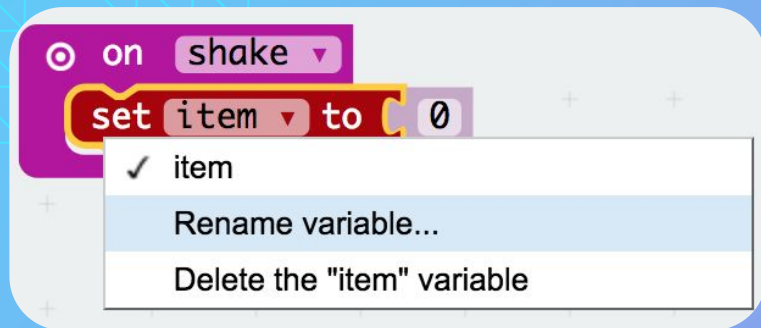 on shake
set item to 0
item
Rename variable...
Delete the "item" variable